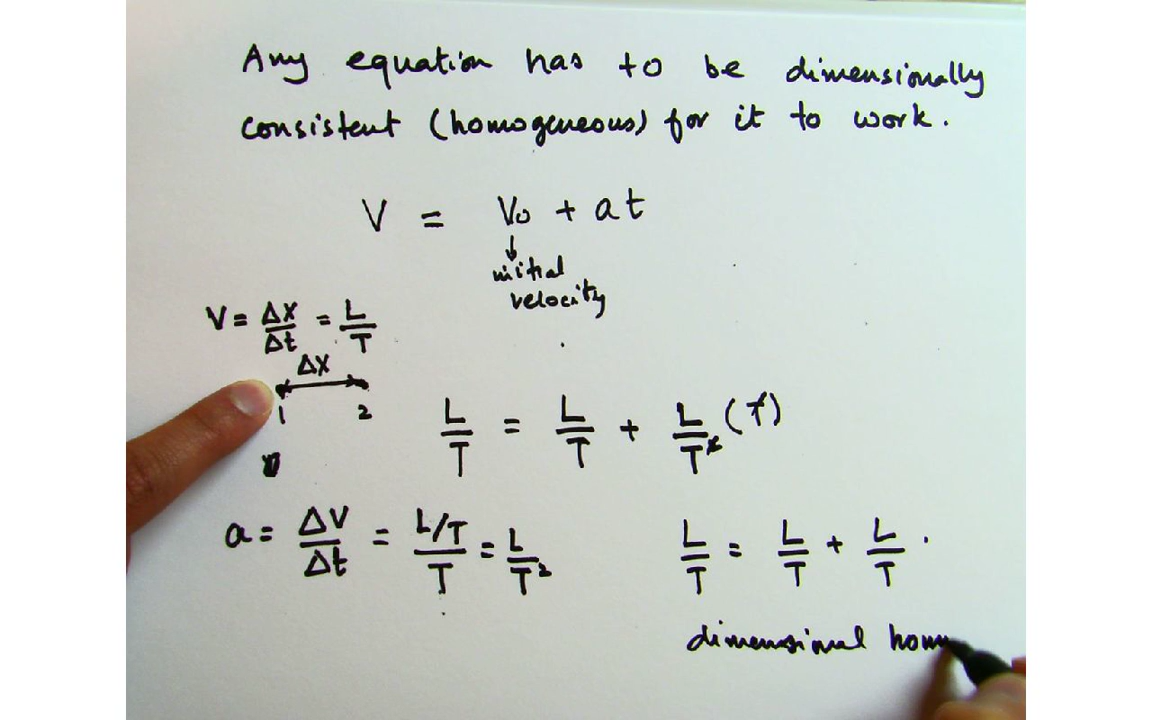 Any equation has to be dimensionally
consistent (homogeneous) for it to work.
V = V₀ + at
initial
velocity
V = ΔX/Δt = L/T
ΔX
1 2
L/T = L/T + L/T² (T)
a = ΔV/Δt = L/T/T = L/T²
L/T = L/T + L/T .
dimensional hom